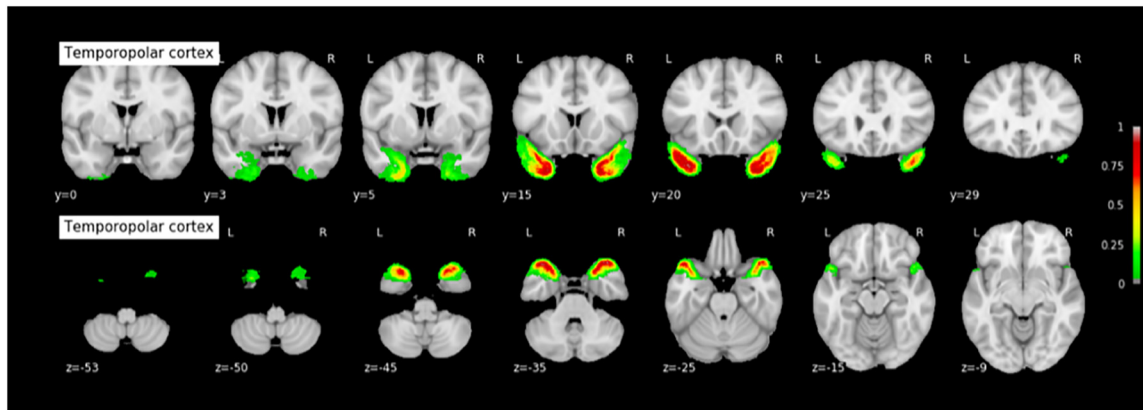 Temporopolar cortex
L R L R L R L R L R L R
y=0 y=3 y=5 y=15 y=20 y=25 y=29
1
0.75
0.5
0.25
0
Temporopolar cortex
L R L R L R L R L R L R
z=-53 z=-50 z=-45 z=-35 z=-25 z=-15 z=-9